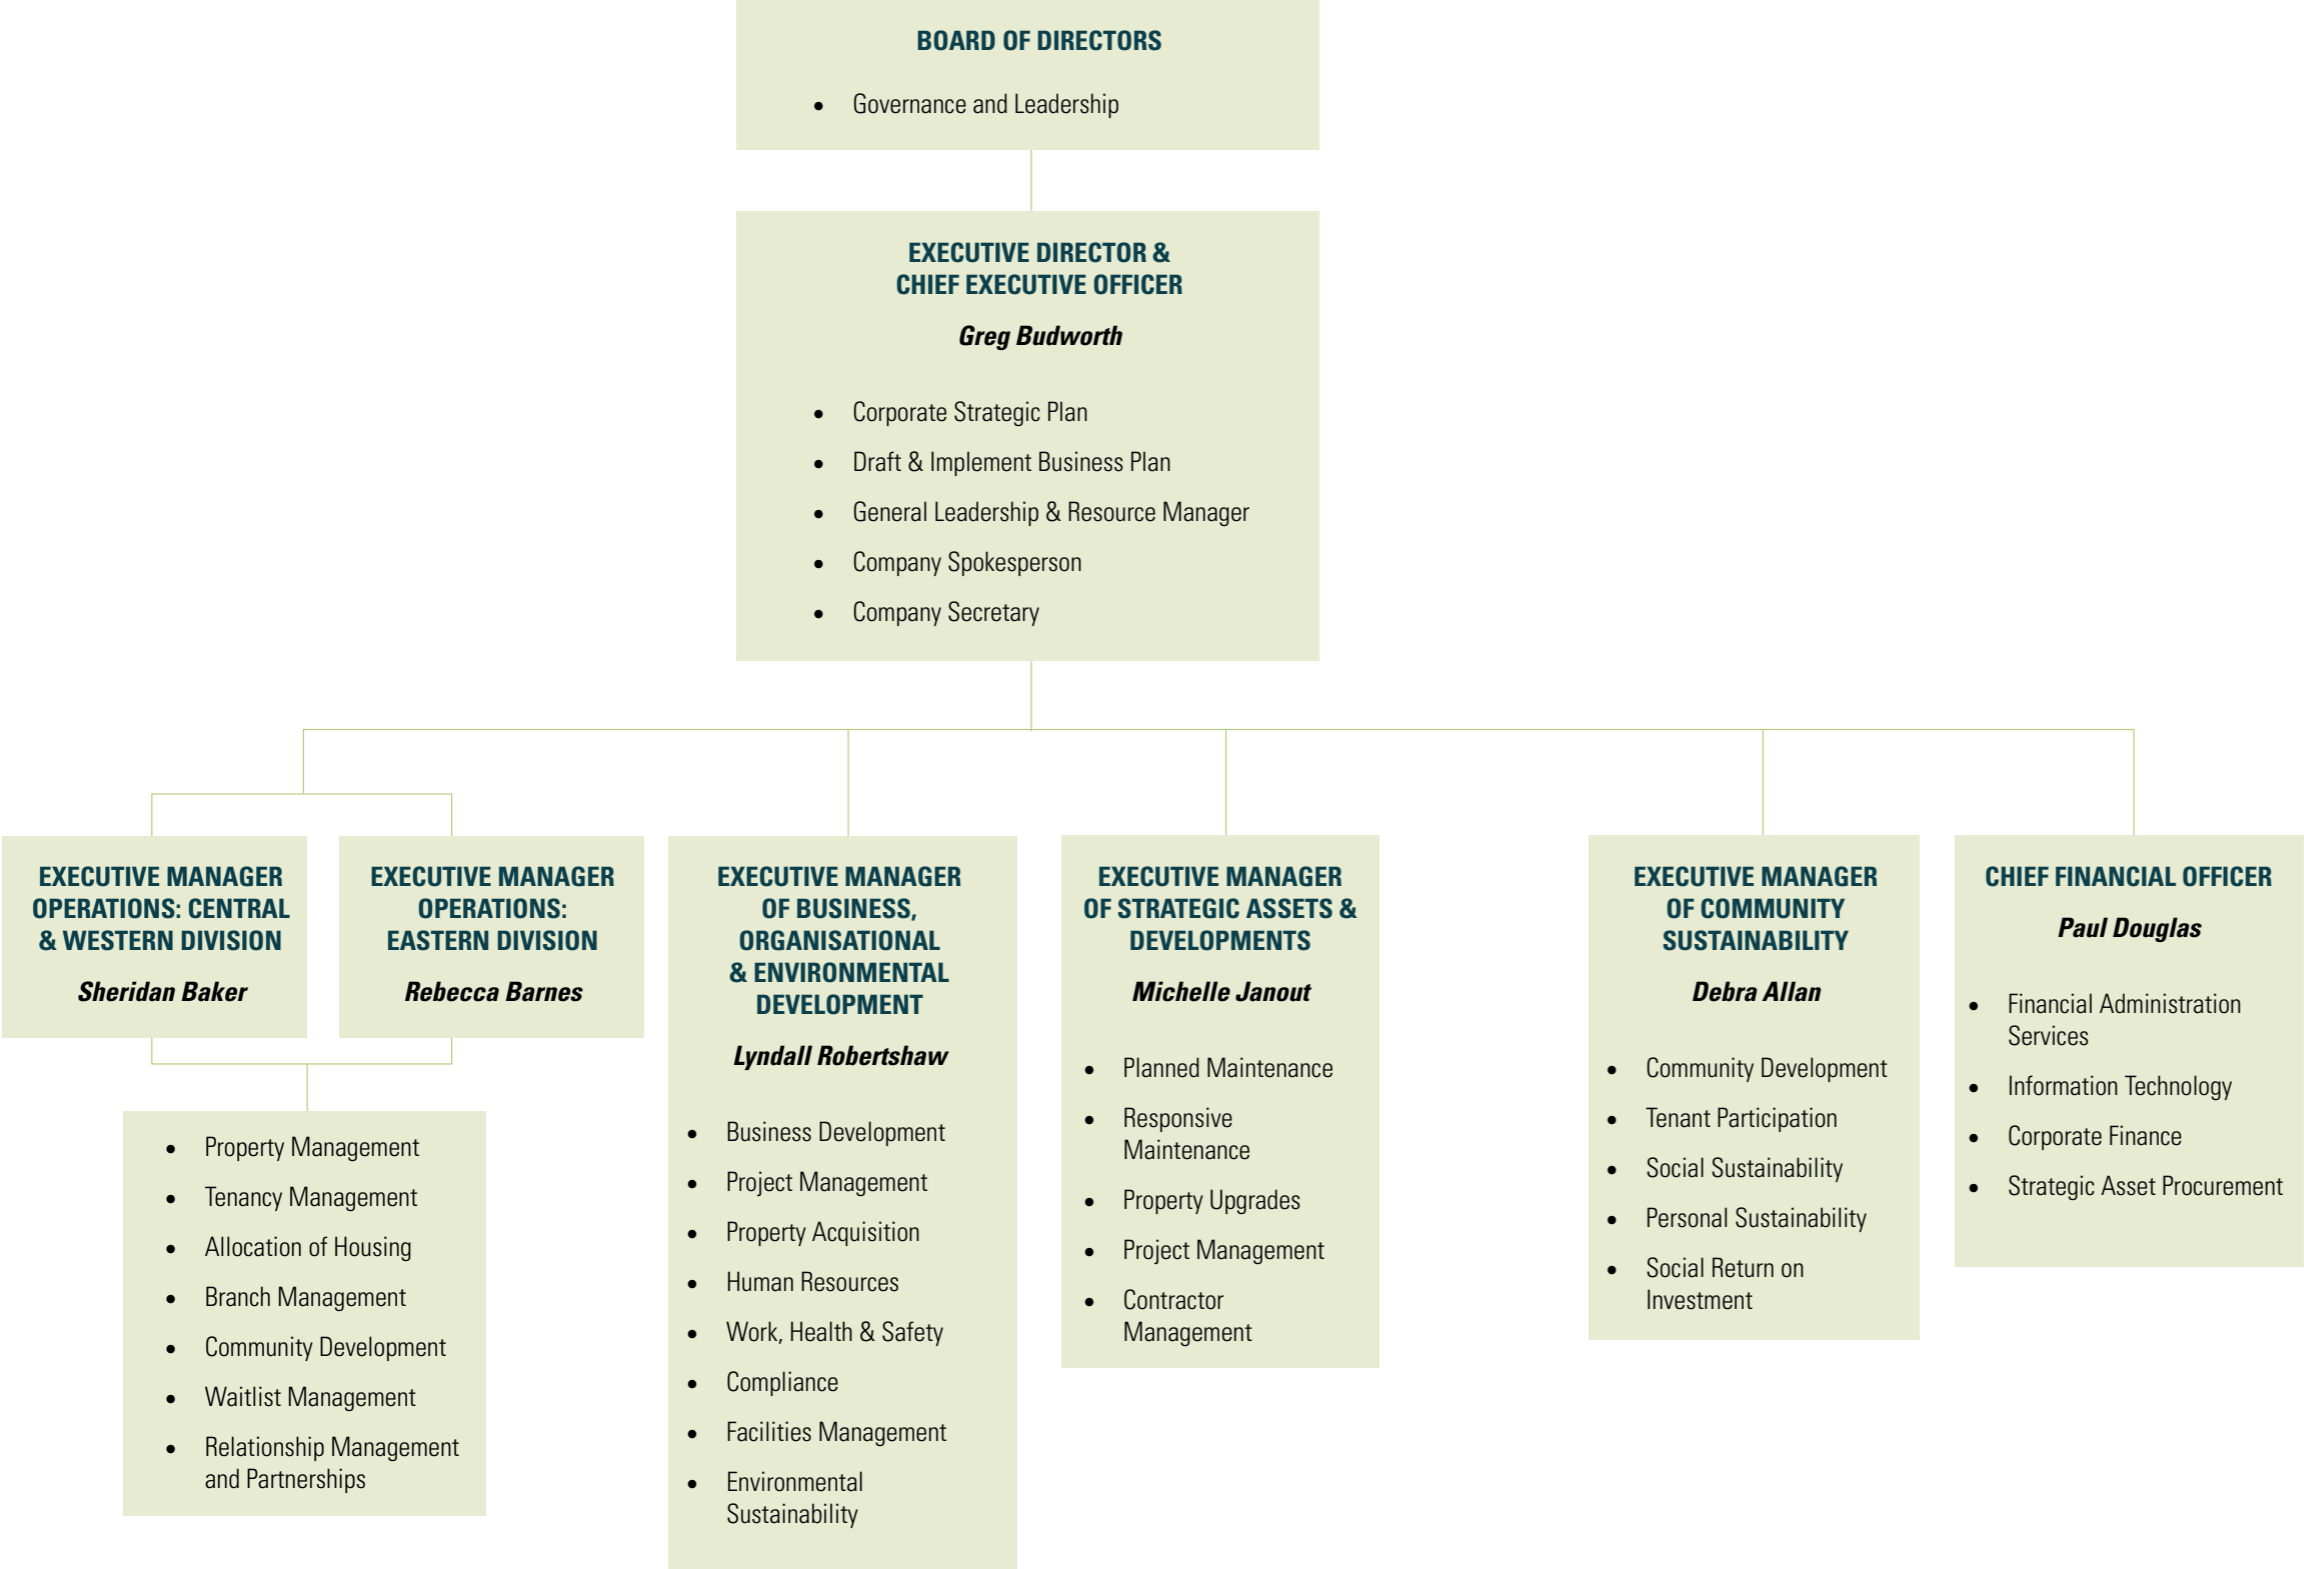 BOARD OF DIRECTORS
• Governance and Leadership
EXECUTIVE DIRECTOR &
CHIEF EXECUTIVE OFFICER
Greg Budworth
• Corporate Strategic Plan
• Draft & Implement Business Plan
• General Leadership & Resource Manager
• Company Spokesperson
• Company Secretary
EXECUTIVE MANAGER
OPERATIONS: CENTRAL
& WESTERN DIVISION
Sheridan Baker
EXECUTIVE MANAGER
OPERATIONS:
EASTERN DIVISION
Rebecca Barnes
• Property Management
• Tenancy Management
• Allocation of Housing
• Branch Management
• Community Development
• Waitlist Management
• Relationship Management
and Partnerships
EXECUTIVE MANAGER
OF BUSINESS,
ORGANISATIONAL
& ENVIRONMENTAL
DEVELOPMENT
Lyndall Robertshaw
• Business Development
• Project Management
• Property Acquisition
• Human Resources
• Work, Health & Safety
• Compliance
• Facilities Management
• Environmental
Sustainability
EXECUTIVE MANAGER
OF STRATEGIC ASSETS &
DEVELOPMENTS
Michelle Janout
• Planned Maintenance
• Responsive
Maintenance
• Property Upgrades
• Project Management
• Contractor
Management
EXECUTIVE MANAGER
OF COMMUNITY
SUSTAINABILITY
Debra Allan
• Community Development
• Tenant Participation
• Social Sustainability
• Personal Sustainability
• Social Return on
Investment
CHIEF FINANCIAL OFFICER
Paul Douglas
• Financial Administration
Services
• Information Technology
• Corporate Finance
• Strategic Asset Procurement